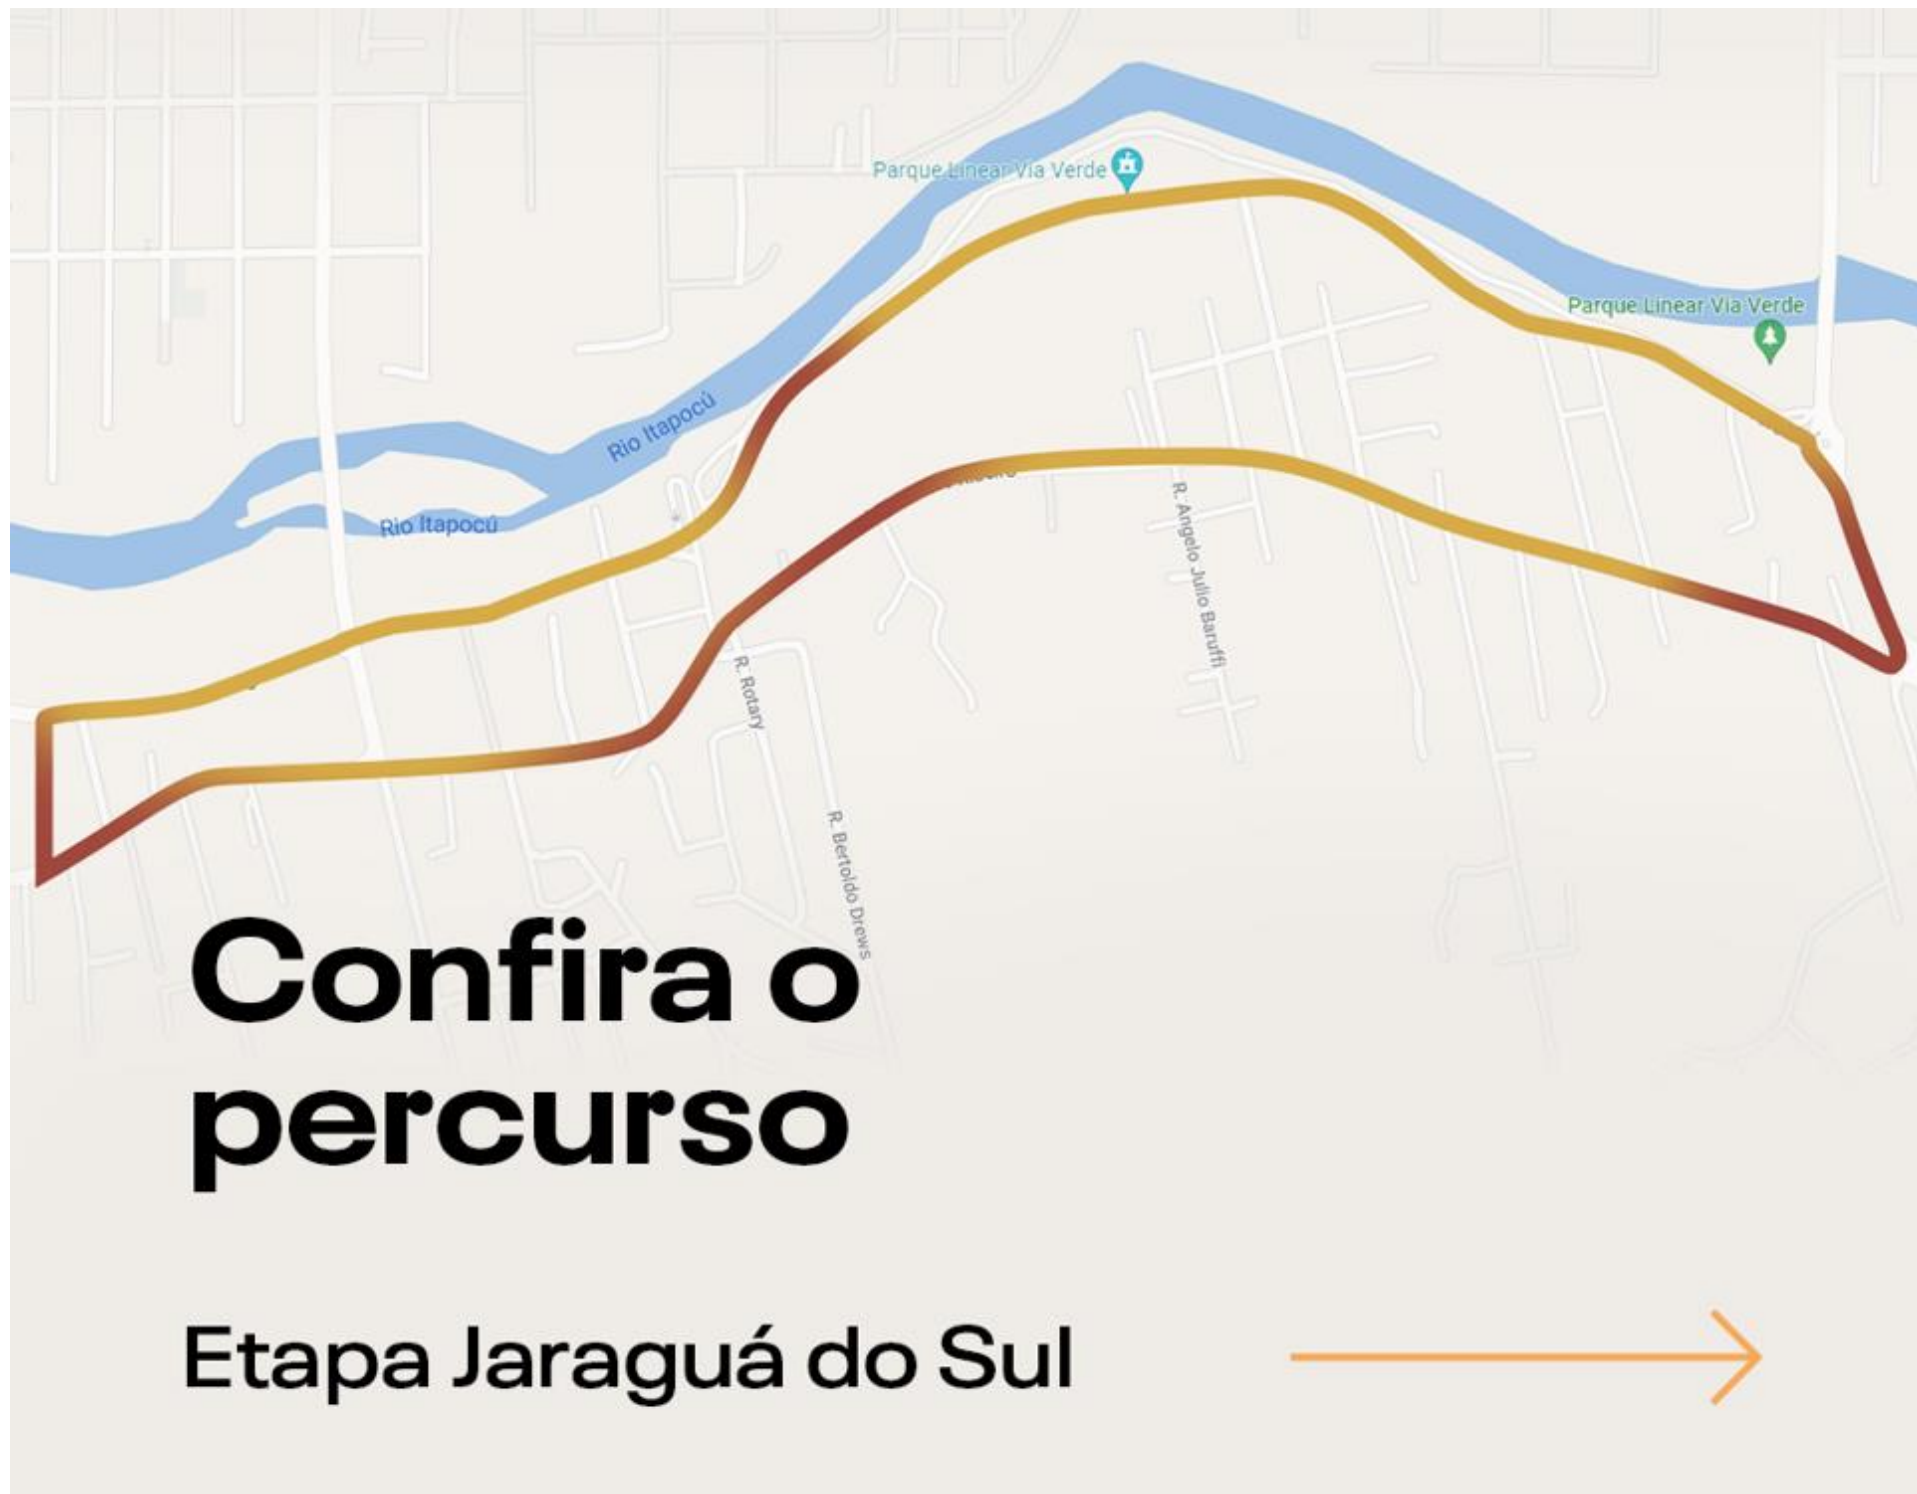 Parque Linear Via Verde
Parque Linear Via Verde
Rio Itapocú
Rio Itapocú
R. Angelo Julio Baruffi
R. Rotary
R. Bertoldo Drews
Confira o
percurso
Etapa Jaraguá do Sul